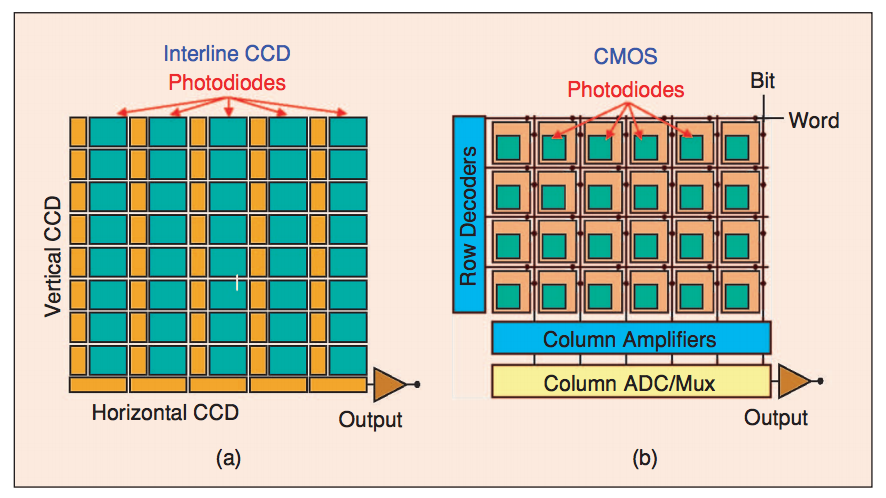 Interline CCD
Photodiodes
Vertical CCD
Horizontal CCD
Output
(a)
CMOS
Photodiodes
Bit
Word
Row Decoders
Column Amplifiers
Column ADC/Mux
Output
(b)